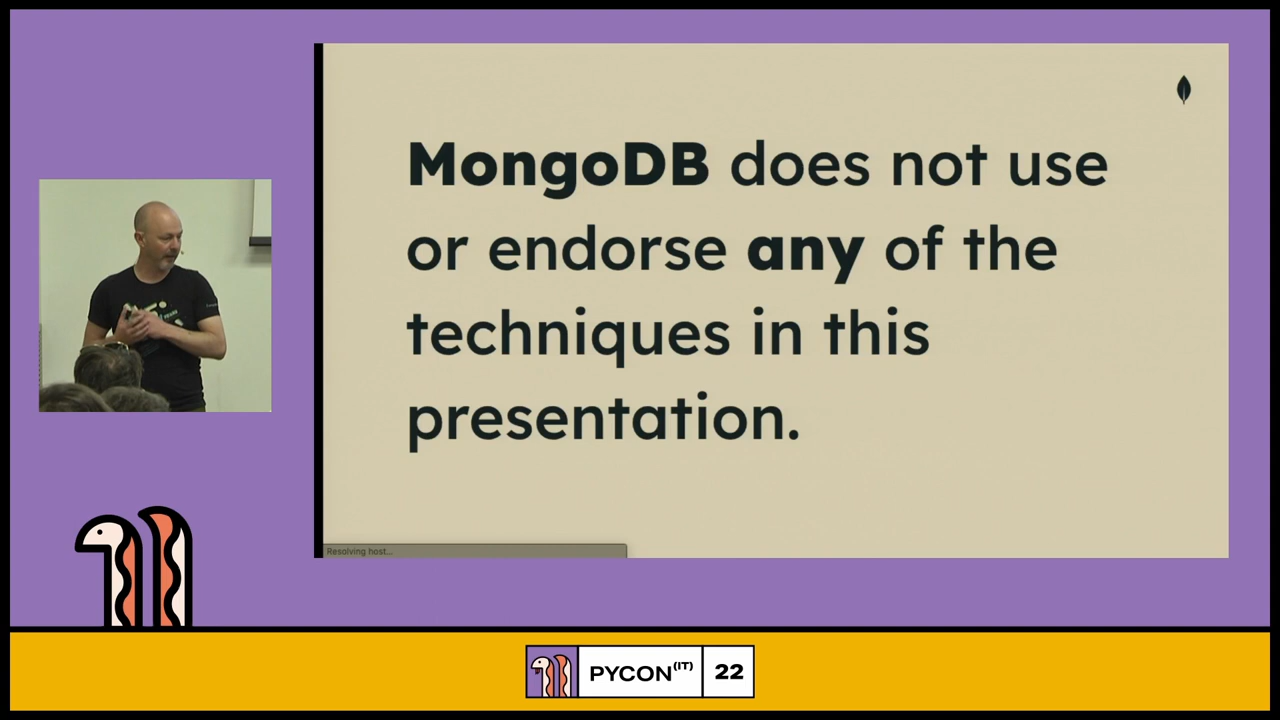 MongoDB does not use
or endorse any of the
techniques in this
presentation.
Resolving host...
PYCON(IT) 22